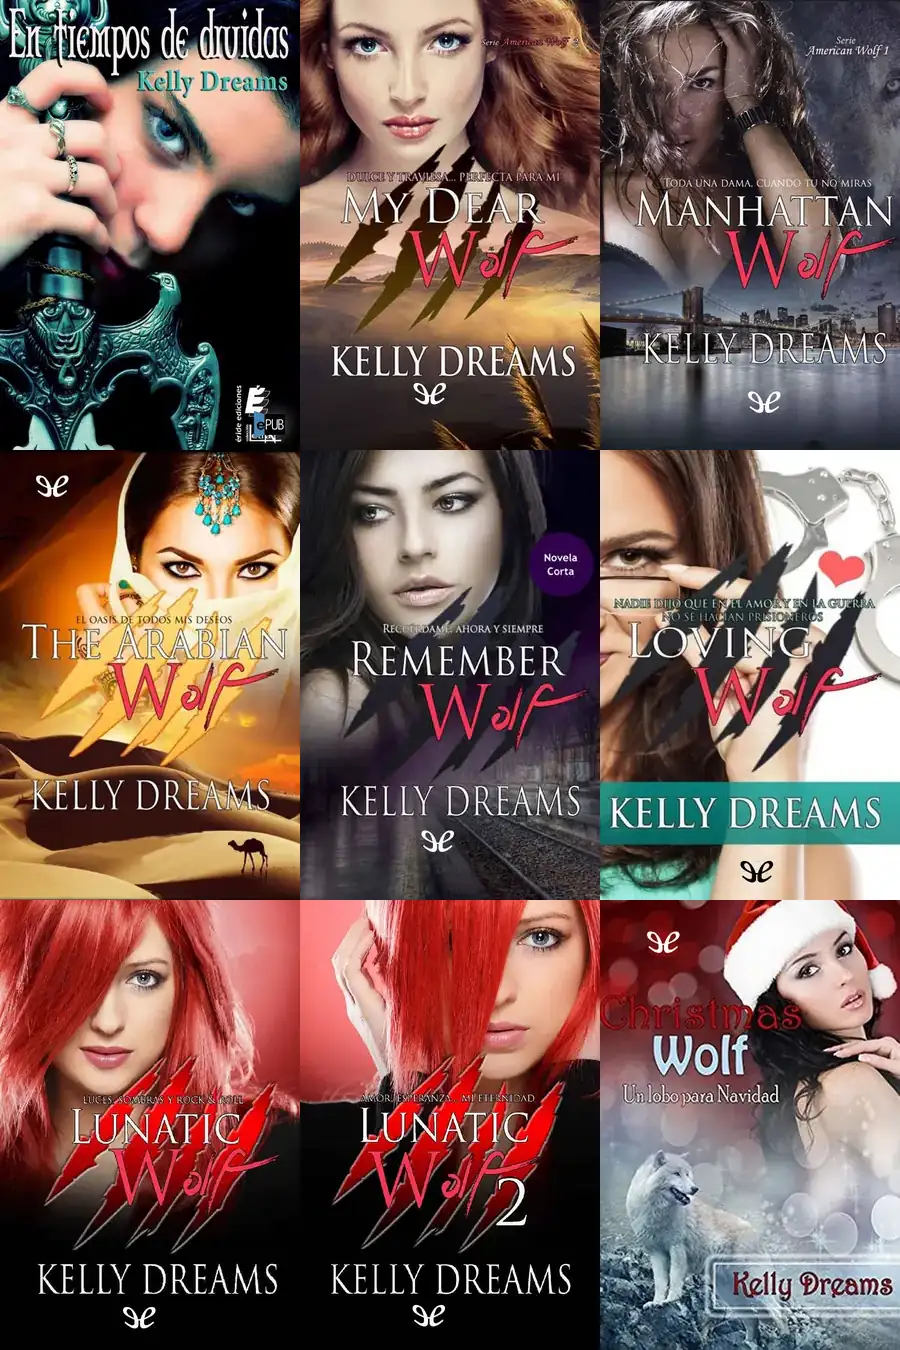 En tiempos de druidas
Kelly Dreams
éride ediciones
ePUB
Serie American Wolf 2
DULCE Y TRAVIESA... PERFECTA PARA MI
MY DEAR
Wolf
KELLY DREAMS
Serie
American Wolf 1
TODA UNA DAMA, CUANDO TU NO MIRAS
MANHATTAN
Wolf
KELLY DREAMS
EL OASIS DE TODOS MIS DESEOS
THE ARABIAN
Wolf
KELLY DREAMS
Novela
Corta
RECUERDAME, AHORA Y SIEMPRE
REMEMBER
Wolf
KELLY DREAMS
NADIE DIJO QUE EN EL AMOR Y EN LA GUERRA
NO SE HACIAN PRISIONEROS
LOVING
Wolf
KELLY DREAMS
LUCES, SOMBRAS Y ROCK & ROLL
LUNATIC
Wolf
KELLY DREAMS
AMOR, ESPERANZA... MI ETERNIDAD
LUNATIC
Wolf
2
KELLY DREAMS
Christmas
Wolf
Un lobo para Navidad
Kelly Dreams